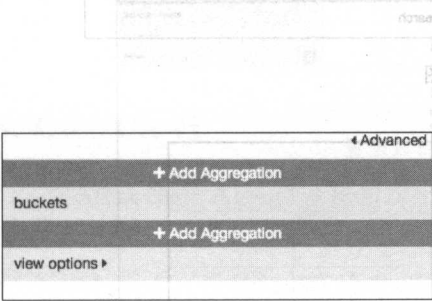 ◂ Advanced
+ Add Aggregation
buckets
+ Add Aggregation
view options ▸